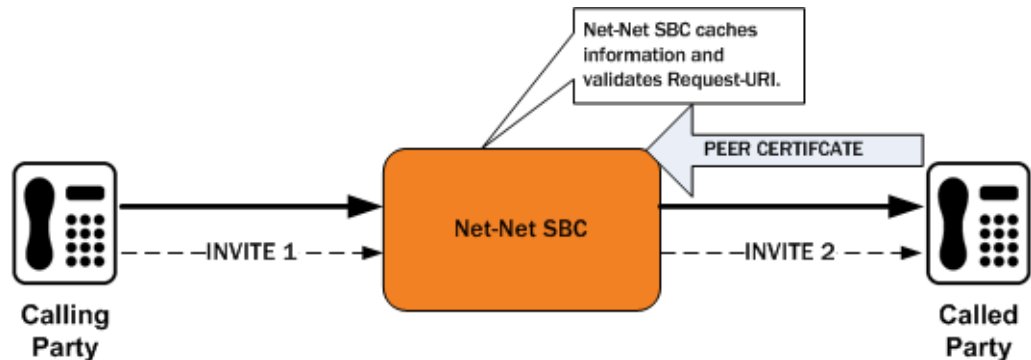 Net-Net SBC caches
information and
validates Request-URI.
PEER CERTIFCATE
Net-Net SBC
INVITE 1
INVITE 2
Calling
Party
Called
Party